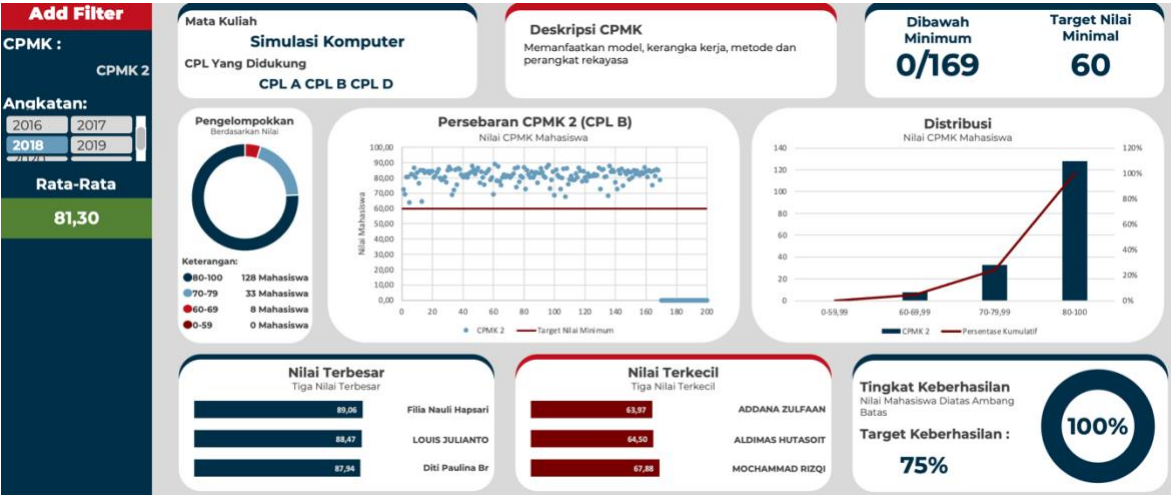 Add Filter
CPMK :
CPMK 2
Angkatan:
2016
2017
2018
2019
2020
Rata-Rata
81,30
Mata Kuliah
Simulasi Komputer
CPL Yang Didukung
CPL A CPL B CPL D
Deskripsi CPMK
Memanfaatkan model, kerangka kerja, metode dan
perangkat rekayasa
Dibawah
Minimum
0/169
Target Nilai
Minimal
60
Pengelompokkan
Berdasarkan Nilai
Keterangan:
80-100 128 Mahasiswa
70-79 33 Mahasiswa
60-69 8 Mahasiswa
0-59 0 Mahasiswa
Persebaran CPMK 2 (CPL B)
Nilai CPMK Mahasiswa
Nilai Mahasiswa
100,00
90,00
80,00
70,00
60,00
50,00
40,00
30,00
20,00
10,00
0,00
0 20 40 60 80 100 120 140 160 180 200
CPMK 2 Target Nilai Minimum
Distribusi
Nilai CPMK Mahasiswa
140
120
100
80
60
40
20
0
120%
100%
80%
60%
40%
20%
0%
0-59,99 60-69,99 70-79,99 80-100
CPMK 2 Persentase Kumulatif
Nilai Terbesar
Tiga Nilai Terbesar
89,06 Filia Nauli Hapsari
88,47 LOUIS JULIANTO
87,94 Diti Paulina Br
Nilai Terkecil
Tiga Nilai Terkecil
63,97 ADDANA ZULFAAN
64,50 ALDIMAS HUTASOIT
67,88 MOCHAMMAD RIZQI
Tingkat Keberhasilan
Nilai Mahasiswa Diatas Ambang
Batas
Target Keberhasilan :
75%
100%